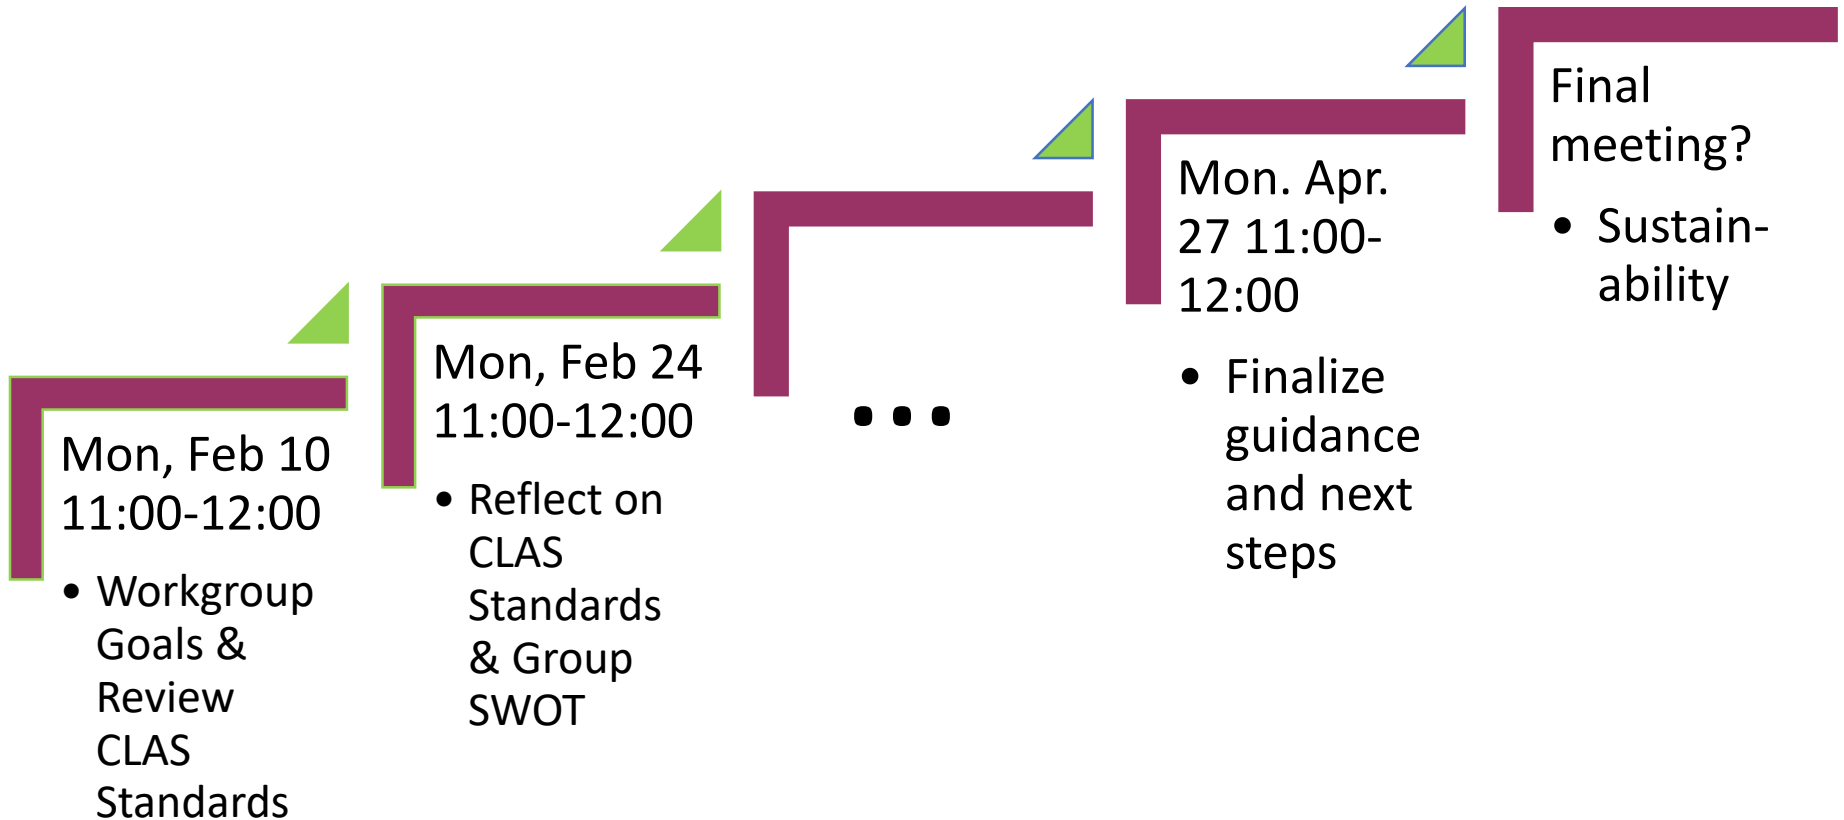 Mon, Feb 10
11:00-12:00
• Workgroup
Goals &
Review
CLAS
Standards
Mon, Feb 24
11:00-12:00
• Reflect on
CLAS
Standards
& Group
SWOT
...
Mon. Apr.
27 11:00-
12:00
• Finalize
guidance
and next
steps
Final
meeting?
• Sustain-
ability